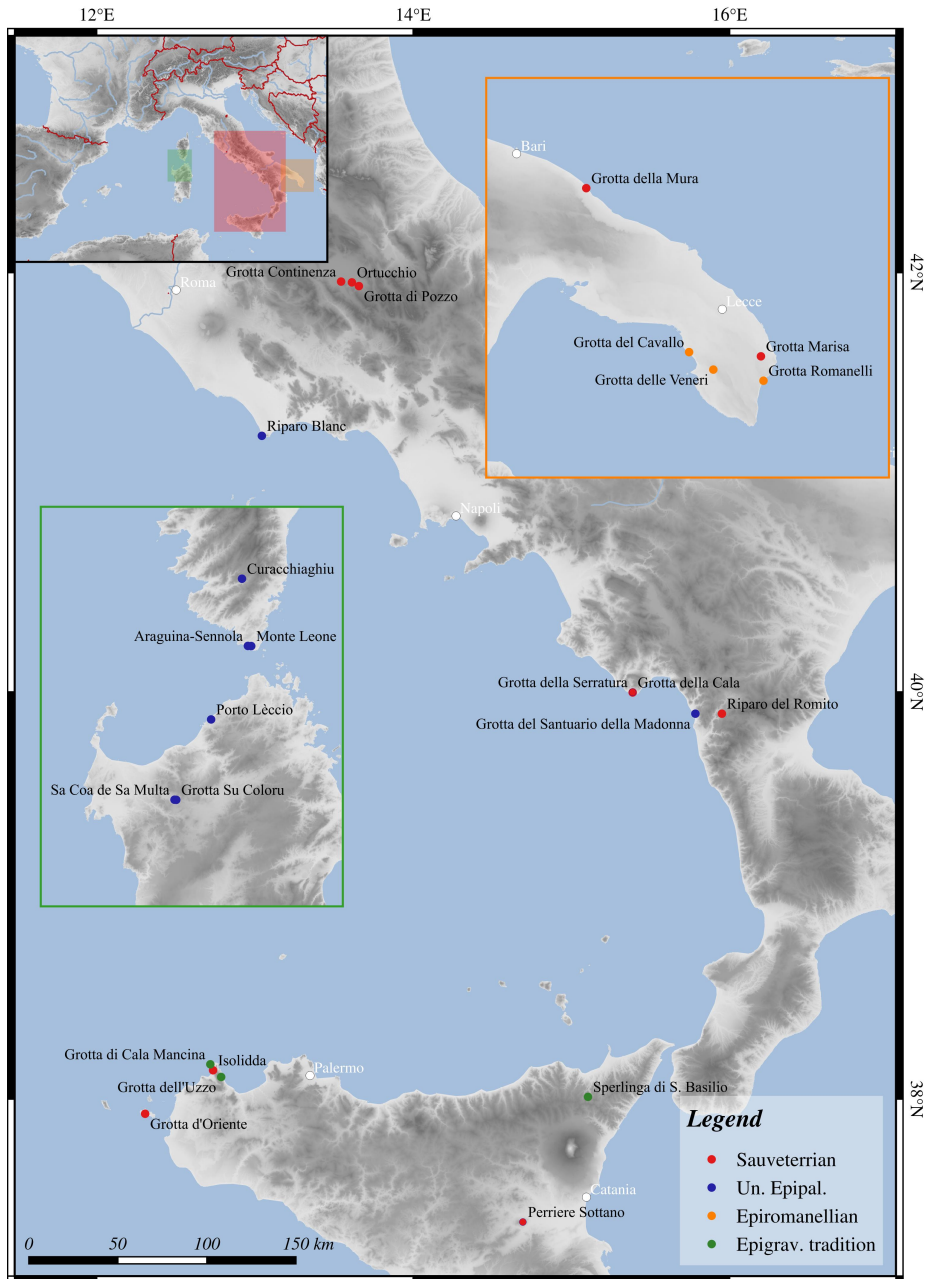 12°E
14°E
16°E
Bari
Grotta della Mura
Grotta Continenza
Ortucchio
42°N
Roma
Grotta di Pozzo
Lecce
Grotta del Cavallo
Grotta Marisa
Grotta delle Veneri
Grotta Romanelli
Riparo Blanc
Napoli
Curacchiaghiu
Araguina-Sennola
Monte Leone
Grotta della Serratura
Grotta della Cala
40°N
Porto Lèccio
Riparo del Romito
Grotta del Santuario della Madonna
Sa Coa de Sa Multa
Grotta Su Coloru
Grotta di Cala Mancina
Isolidda
Palermo
Grotta dell'Uzzo
Sperlinga di S. Basilio
38°N
Grotta d'Oriente
Legend
Sauveterrian
Un. Epipal.
Epiromanellian
Epigrav. tradition
Catania
Perriere Sottano
0
50
100
150 km